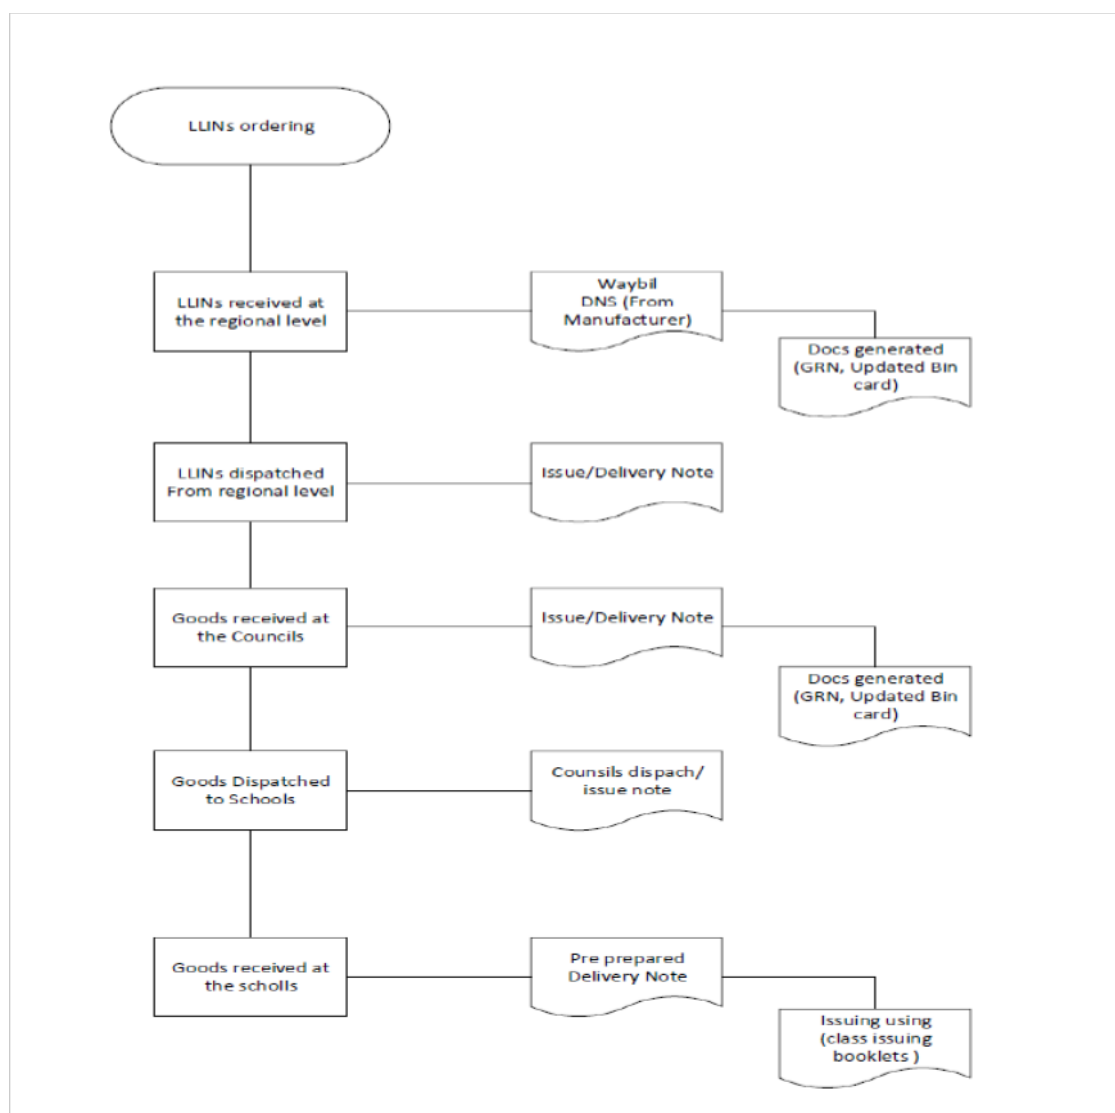 LLINs ordering
LLINs received at
the regional level
Waybil
DNS (From
Manufacturer)
Docs generated
(GRN, Updated Bin
card)
LLINs dispatched
From regional level
Issue/Delivery Note
Goods received at
the Councils
Issue/Delivery Note
Docs generated
(GRN, Updated Bin
card)
Goods Dispatched
to Schools
Counsils dispach/
issue note
Goods received at
the scholls
Pre prepared
Delivery Note
Issuing using
(class issuing
booklets )